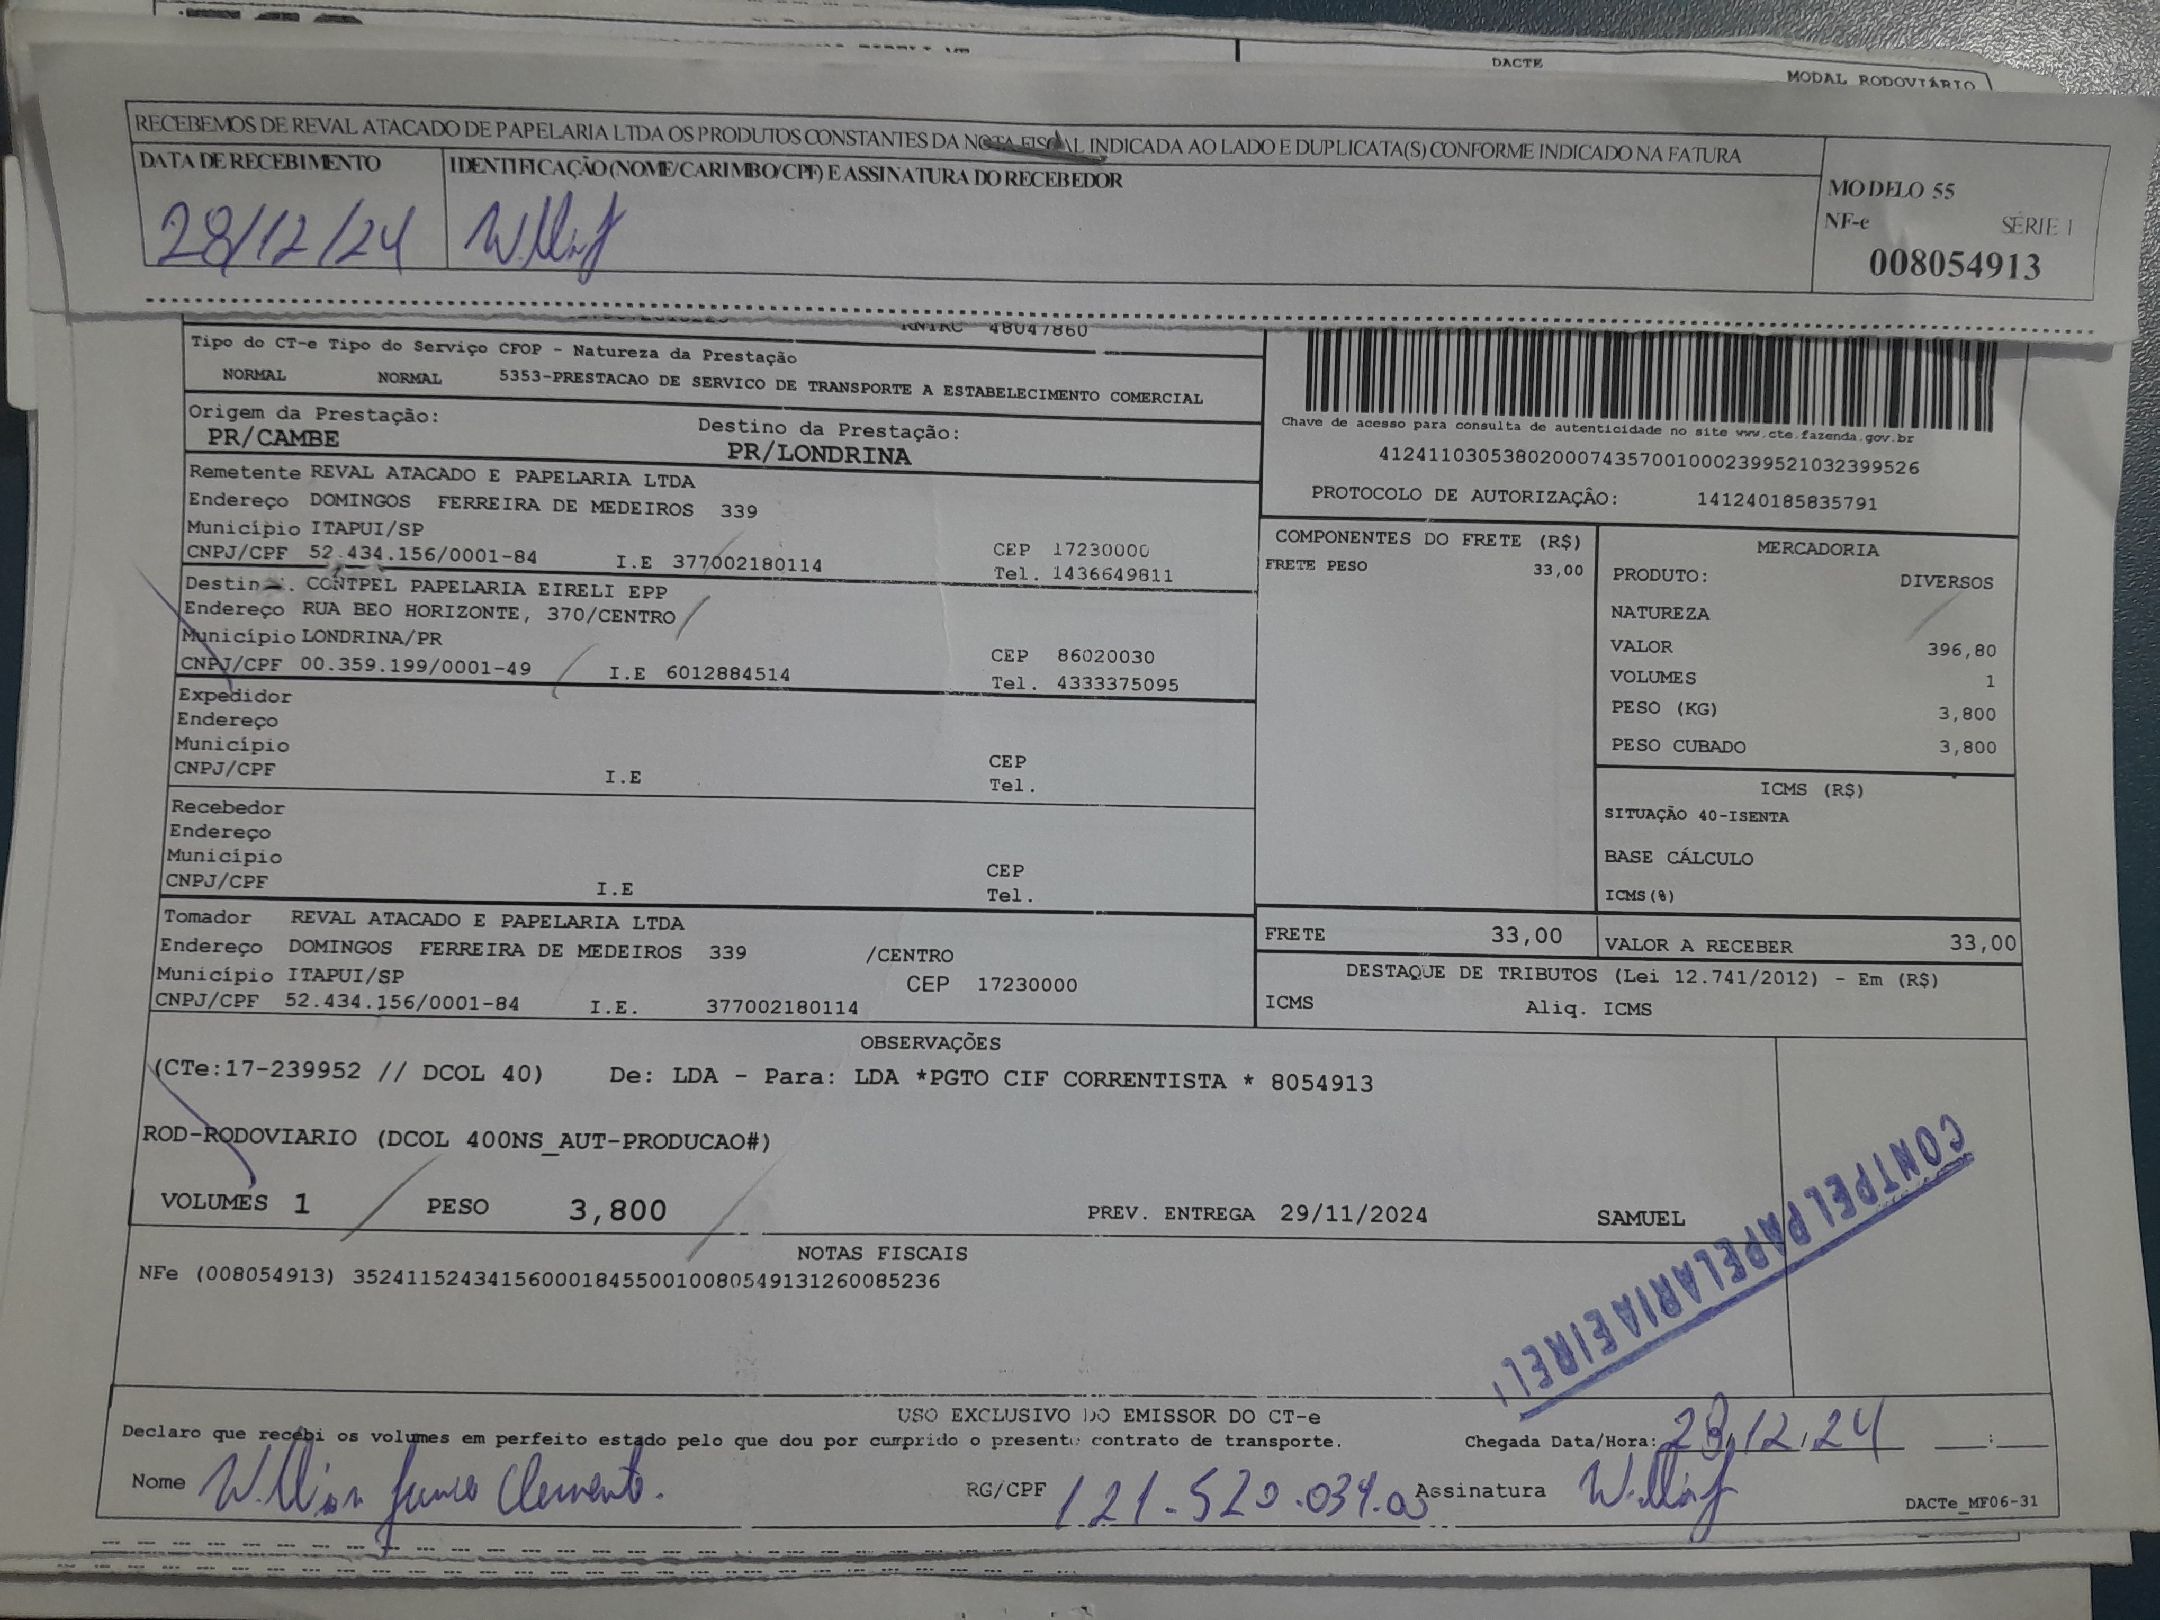 DACTE
MODAL RODOVIÁRIO
RECEBEMOS DE REVAL ATACADO DE PAPELARIA LTDA OS PRODUTOS CONSTANTES DA NOTA FISCAL INDICADA AO LADO E DUPLICATA(S) CONFORME INDICADO NA FATURA
DATA DE RECEBIMENTO
IDENTIFICAÇÃO (NOME/CARIMBO/CPF) E ASSINATURA DO RECEBEDOR
28/12/24
MODELO 55
NF-e SÉRIE 1
008054913
RNTRC 48047860
Tipo do CT-e Tipo do Serviço CFOP - Natureza da Prestação
NORMAL NORMAL 5353-PRESTACAO DE SERVICO DE TRANSPORTE A ESTABELECIMENTO COMERCIAL
Origem da Prestação: Destino da Prestação:
PR/CAMBE PR/LONDRINA
Remetente REVAL ATACADO E PAPELARIA LTDA
Endereço DOMINGOS FERREIRA DE MEDEIROS 339
Município ITAPUI/SP CEP 17230000
CNPJ/CPF 52.434.156/0001-84 I.E 377002180114 Tel. 1436649811
CONTPEL PAPELARIA EIRELI EPP
Endereço RUA BEO HORIZONTE, 370/CENTRO
Município LONDRINA/PR CEP 86020030
CNPJ/CPF 00.359.199/0001-49 I.E 6012884514 Tel. 4333375095
Expedidor
Endereço
Município CEP
CNPJ/CPF I.E Tel.
Recebedor
Endereço
Município CEP
CNPJ/CPF I.E Tel.
Tomador REVAL ATACADO E PAPELARIA LTDA
Endereço DOMINGOS FERREIRA DE MEDEIROS 339 /CENTRO
Município ITAPUI/SP CEP 17230000
CNPJ/CPF 52.434.156/0001-84 I.E. 377002180114
Chave de acesso para consulta de autenticidade no site www.cte.fazenda.gov.br
41241103053802000743570010002399521032399526
PROTOCOLO DE AUTORIZAÇÃO: 141240185835791
COMPONENTES DO FRETE (R$)
FRETE PESO 33,00
MERCADORIA
PRODUTO: DIVERSOS
NATUREZA
VALOR 396,80
VOLUMES 1
PESO (KG) 3,800
PESO CUBADO 3,800
ICMS (R$)
SITUAÇÃO 40-ISENTA
BASE CÁLCULO
ICMS(%)
FRETE 33,00 VALOR A RECEBER 33,00
DESTAQUE DE TRIBUTOS (Lei 12.741/2012) - Em (R$)
ICMS Aliq. ICMS
OBSERVAÇÕES
(CTe:17-239952 // DCOL 40) De: LDA - Para: LDA *PGTO CIF CORRENTISTA * 8054913
ROD-RODOVIARIO (DCOL 400NS_AUT-PRODUCAO#)
VOLUMES 1 PESO 3,800 PREV. ENTREGA 29/11/2024 SAMUEL
CONTPEL PAPELARIA EIRELI
NOTAS FISCAIS
NFe (008054913) 35241152434156000184550010080549131260085236
USO EXCLUSIVO DO EMISSOR DO CT-e
Declaro que recebi os volumes em perfeito estado pelo que dou por cumprido o presente contrato de transporte. Chegada Data/Hora: 28/12/24 __:__
Nome Clemente. RG/CPF 121.520.034.05 Assinatura
DACTe_MF06-31